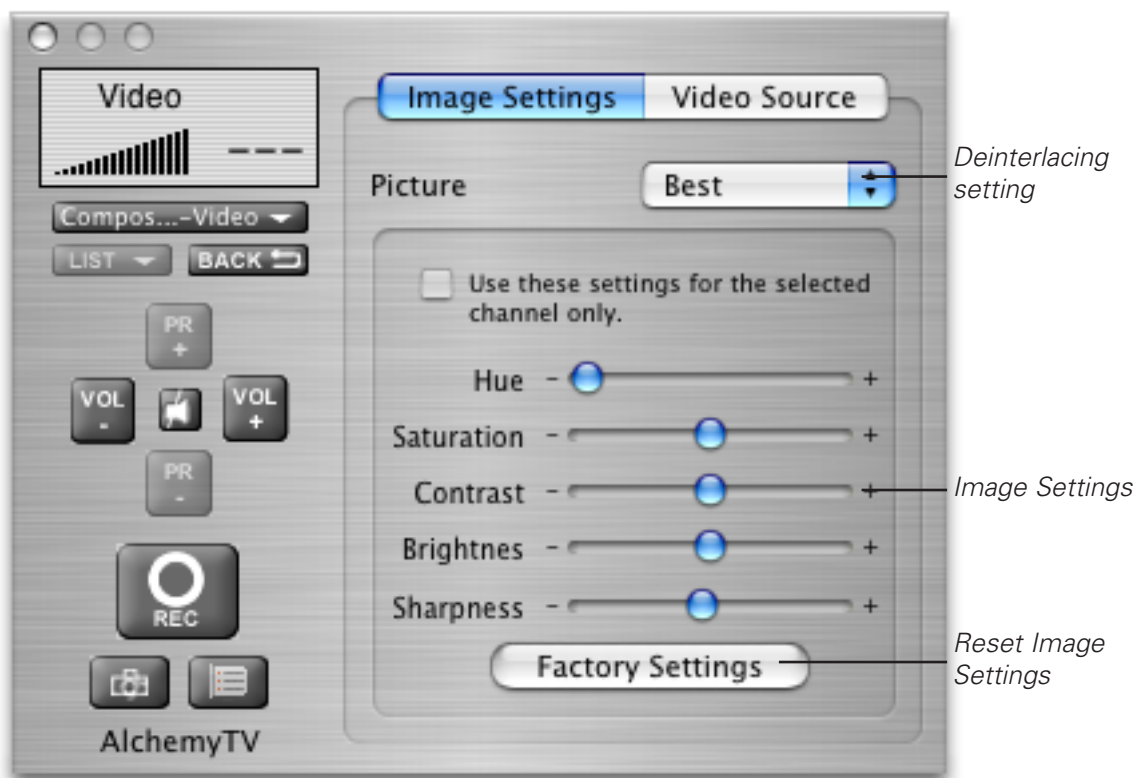 Video
Compos...-Video
LIST BACK
PR
+
VOL
-
VOL
+
PR
-
REC
AlchemyTV
Image Settings Video Source
Picture Best
Use these settings for the selected
channel only.
Hue - +
Saturation - +
Contrast - +
Brightnes - +
Sharpness - +
Factory Settings
Deinterlacing
setting
Image Settings
Reset Image
Settings